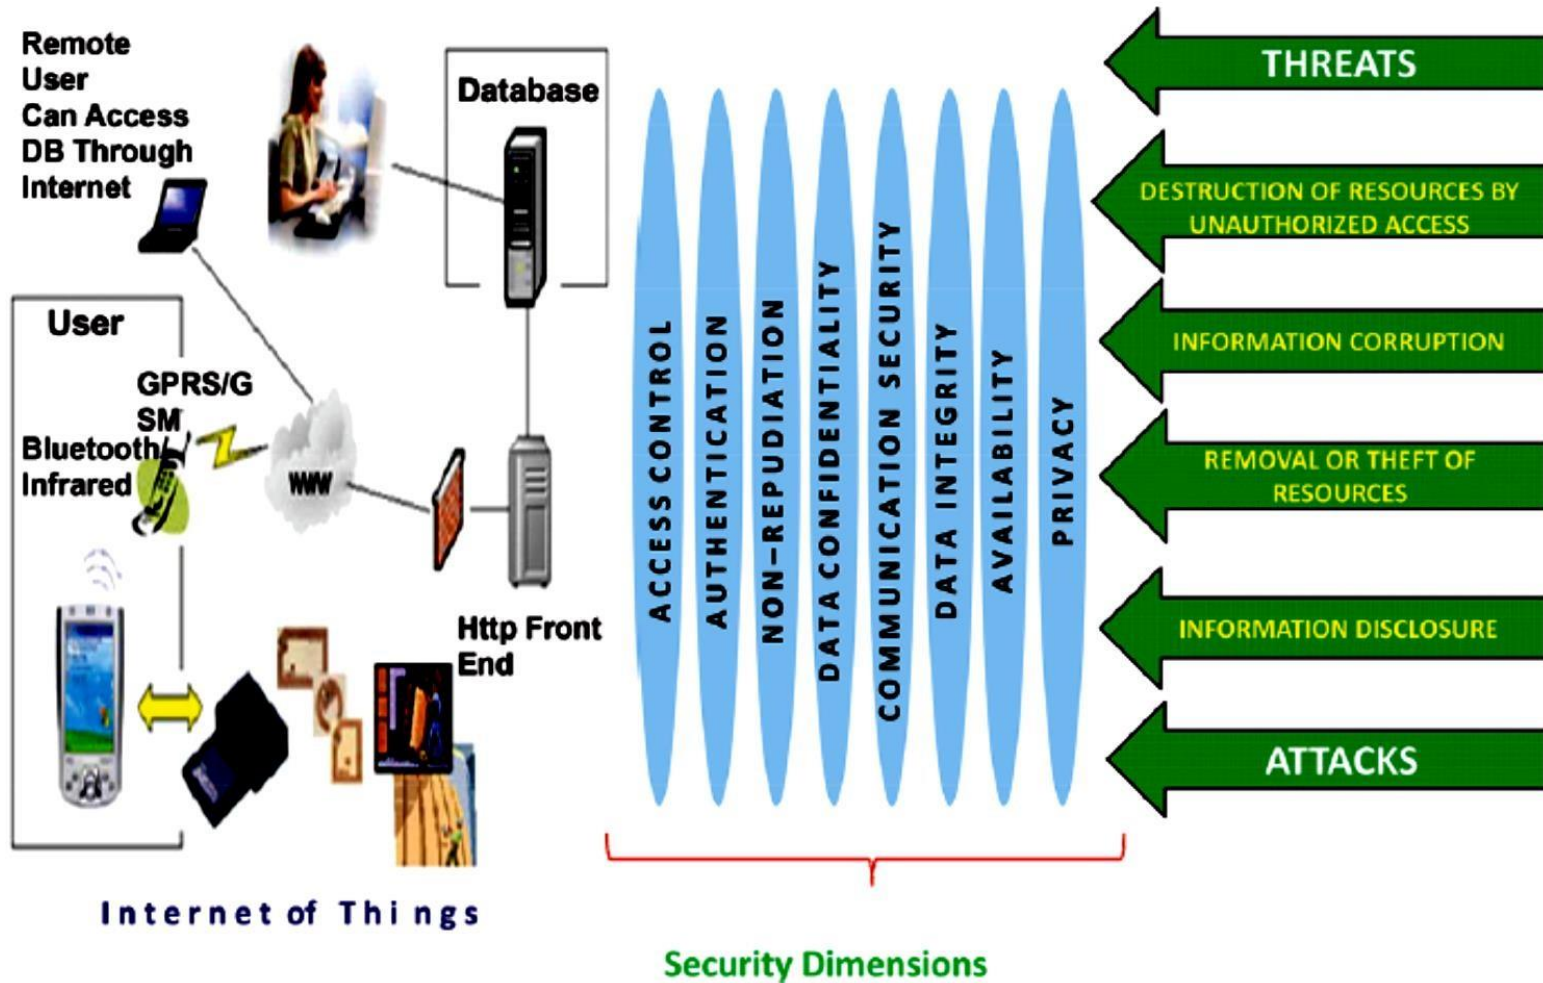 Remote
User
Can Access
DB Through
Internet
Database
User
GPRS/G
SM
Bluetooth/
Infrared
WWW
Http Front
End
Internet of Things
ACCESS CONTROL
AUTHENTICATION
NON-REPUDIATION
DATA CONFIDENTIALITY
COMMUNICATION SECURITY
DATA INTEGRITY
AVAILABILITY
PRIVACY
Security Dimensions
THREATS
DESTRUCTION OF RESOURCES BY
UNAUTHORIZED ACCESS
INFORMATION CORRUPTION
REMOVAL OR THEFT OF
RESOURCES
INFORMATION DISCLOSURE
ATTACKS